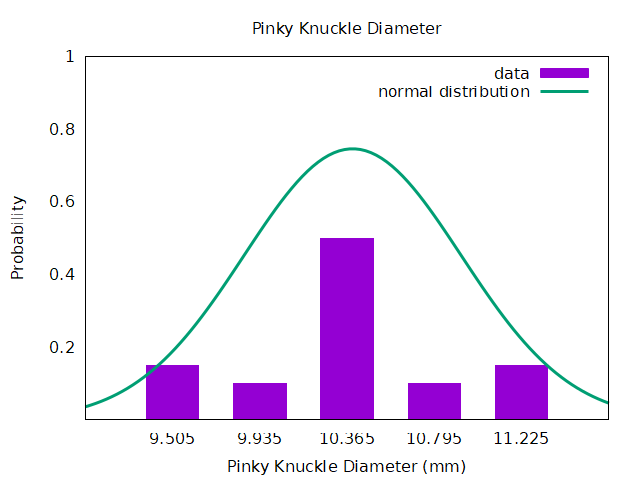 Pinky Knuckle Diameter
data
normal distribution
1
0.8
0.6
0.4
0.2
Probability
9.505 9.935 10.365 10.795 11.225
Pinky Knuckle Diameter (mm)